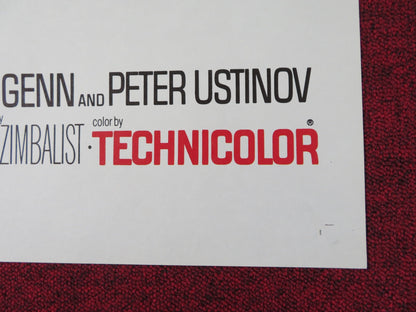 GENN AND PETER USTINOV
ZIMBALIST · color by TECHNICOLOR®